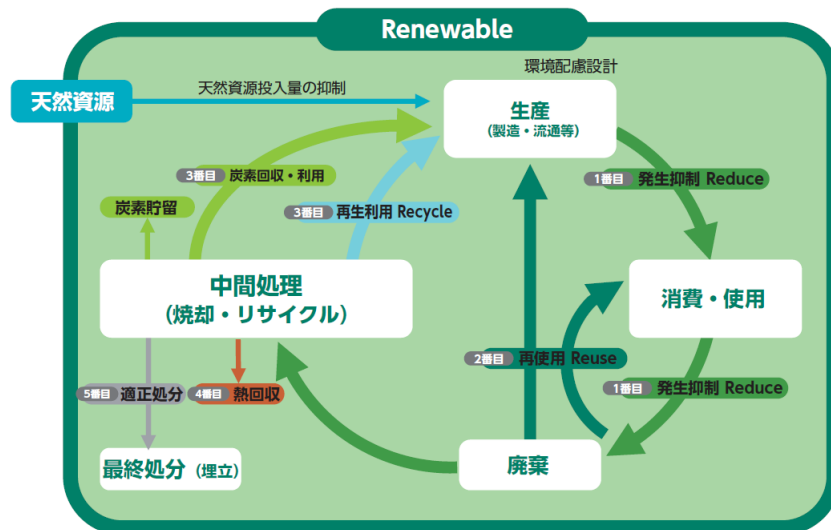 Renewable
環境配慮設計
天然資源
天然資源投入量の抑制
生産
(製造・流通等)
3番目 炭素回収・利用
1番目 発生抑制 Reduce
炭素貯留
3番目 再生利用 Recycle
中間処理
(焼却・リサイクル)
消費・使用
2番目 再使用 Reuse
1番目 発生抑制 Reduce
5番目 適正処分
4番目 熱回収
最終処分 (埋立)
廃棄